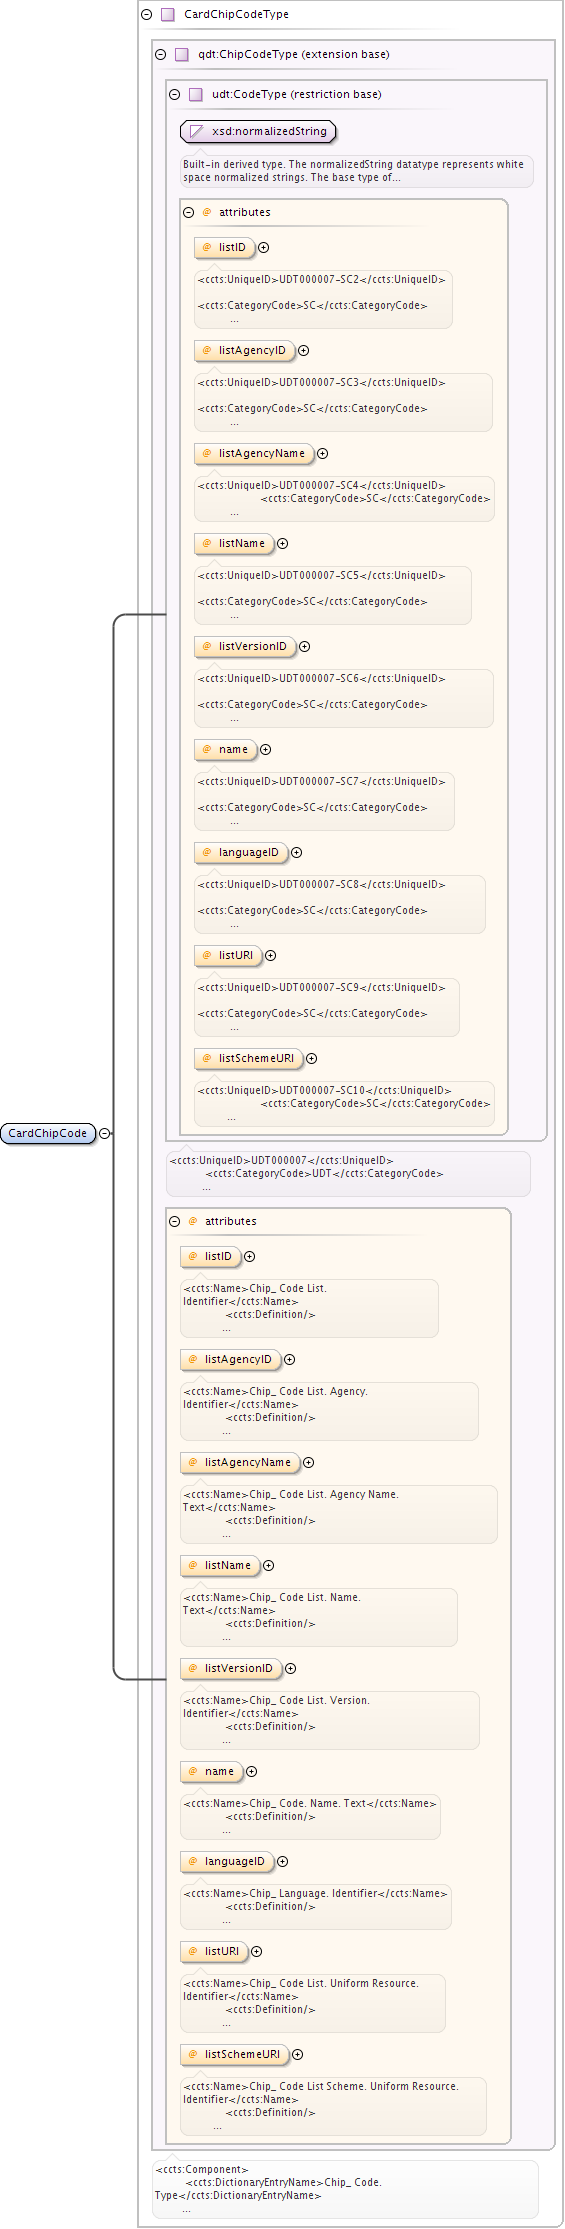 CardChipCodeType
qdt:ChipCodeType (extension base)
udt:CodeType (restriction base)
xsd:normalizedString
Built-in derived type. The normalizedString datatype represents white
space normalized strings. The base type of...
@ attributes
@ listID
<ccts:UniqueID>UDT000007-SC2</ccts:UniqueID>
<ccts:CategoryCode>SC</ccts:CategoryCode>
...
@ listAgencyID
<ccts:UniqueID>UDT000007-SC3</ccts:UniqueID>
<ccts:CategoryCode>SC</ccts:CategoryCode>
...
@ listAgencyName
<ccts:UniqueID>UDT000007-SC4</ccts:UniqueID>
<ccts:CategoryCode>SC</ccts:CategoryCode>
...
@ listName
<ccts:UniqueID>UDT000007-SC5</ccts:UniqueID>
<ccts:CategoryCode>SC</ccts:CategoryCode>
...
@ listVersionID
<ccts:UniqueID>UDT000007-SC6</ccts:UniqueID>
<ccts:CategoryCode>SC</ccts:CategoryCode>
...
@ name
<ccts:UniqueID>UDT000007-SC7</ccts:UniqueID>
<ccts:CategoryCode>SC</ccts:CategoryCode>
...
@ languageID
<ccts:UniqueID>UDT000007-SC8</ccts:UniqueID>
<ccts:CategoryCode>SC</ccts:CategoryCode>
...
@ listURI
<ccts:UniqueID>UDT000007-SC9</ccts:UniqueID>
<ccts:CategoryCode>SC</ccts:CategoryCode>
...
@ listSchemeURI
<ccts:UniqueID>UDT000007-SC10</ccts:UniqueID>
<ccts:CategoryCode>SC</ccts:CategoryCode>
...
CardChipCode
<ccts:UniqueID>UDT000007</ccts:UniqueID>
<ccts:CategoryCode>UDT</ccts:CategoryCode>
...
@ attributes
@ listID
<ccts:Name>Chip_ Code List.
Identifier</ccts:Name>
<ccts:Definition/>
...
@ listAgencyID
<ccts:Name>Chip_ Code List. Agency.
Identifier</ccts:Name>
<ccts:Definition/>
...
@ listAgencyName
<ccts:Name>Chip_ Code List. Agency Name.
Text</ccts:Name>
<ccts:Definition/>
...
@ listName
<ccts:Name>Chip_ Code List. Name.
Text</ccts:Name>
<ccts:Definition/>
...
@ listVersionID
<ccts:Name>Chip_ Code List. Version.
Identifier</ccts:Name>
<ccts:Definition/>
...
@ name
<ccts:Name>Chip_ Code. Name. Text</ccts:Name>
<ccts:Definition/>
...
@ languageID
<ccts:Name>Chip_ Language. Identifier</ccts:Name>
<ccts:Definition/>
...
@ listURI
<ccts:Name>Chip_ Code List. Uniform Resource.
Identifier</ccts:Name>
<ccts:Definition/>
...
@ listSchemeURI
<ccts:Name>Chip_ Code List Scheme. Uniform Resource.
Identifier</ccts:Name>
<ccts:Definition/>
...
<ccts:Component>
<ccts:DictionaryEntryName>Chip_ Code.
Type</ccts:DictionaryEntryName>
...